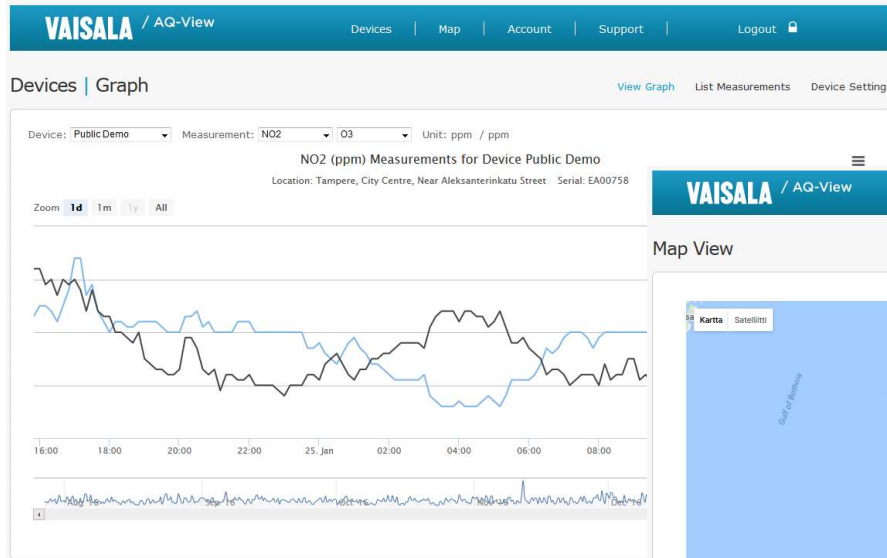 VAISALA / AQ-View
Devices | Map | Account | Support | Logout
Devices | Graph
View Graph List Measurements Device Setting
Device: Public Demo Measurement: NO2 O3 Unit: ppm / ppm
NO2 (ppm) Measurements for Device Public Demo
Location: Tampere, City Centre, Near Aleksanterinkatu Street Serial: EA00758
Zoom 1d 1m 1y All
16:00 18:00 20:00 22:00 25. Jan 02:00 04:00 06:00 08:00
Aug '16 Sep '16 Oct '16 Nov '16 Dec '16
VAISALA / AQ-View
Map View
Kartta Satelliitti
Gulf of Bothnia